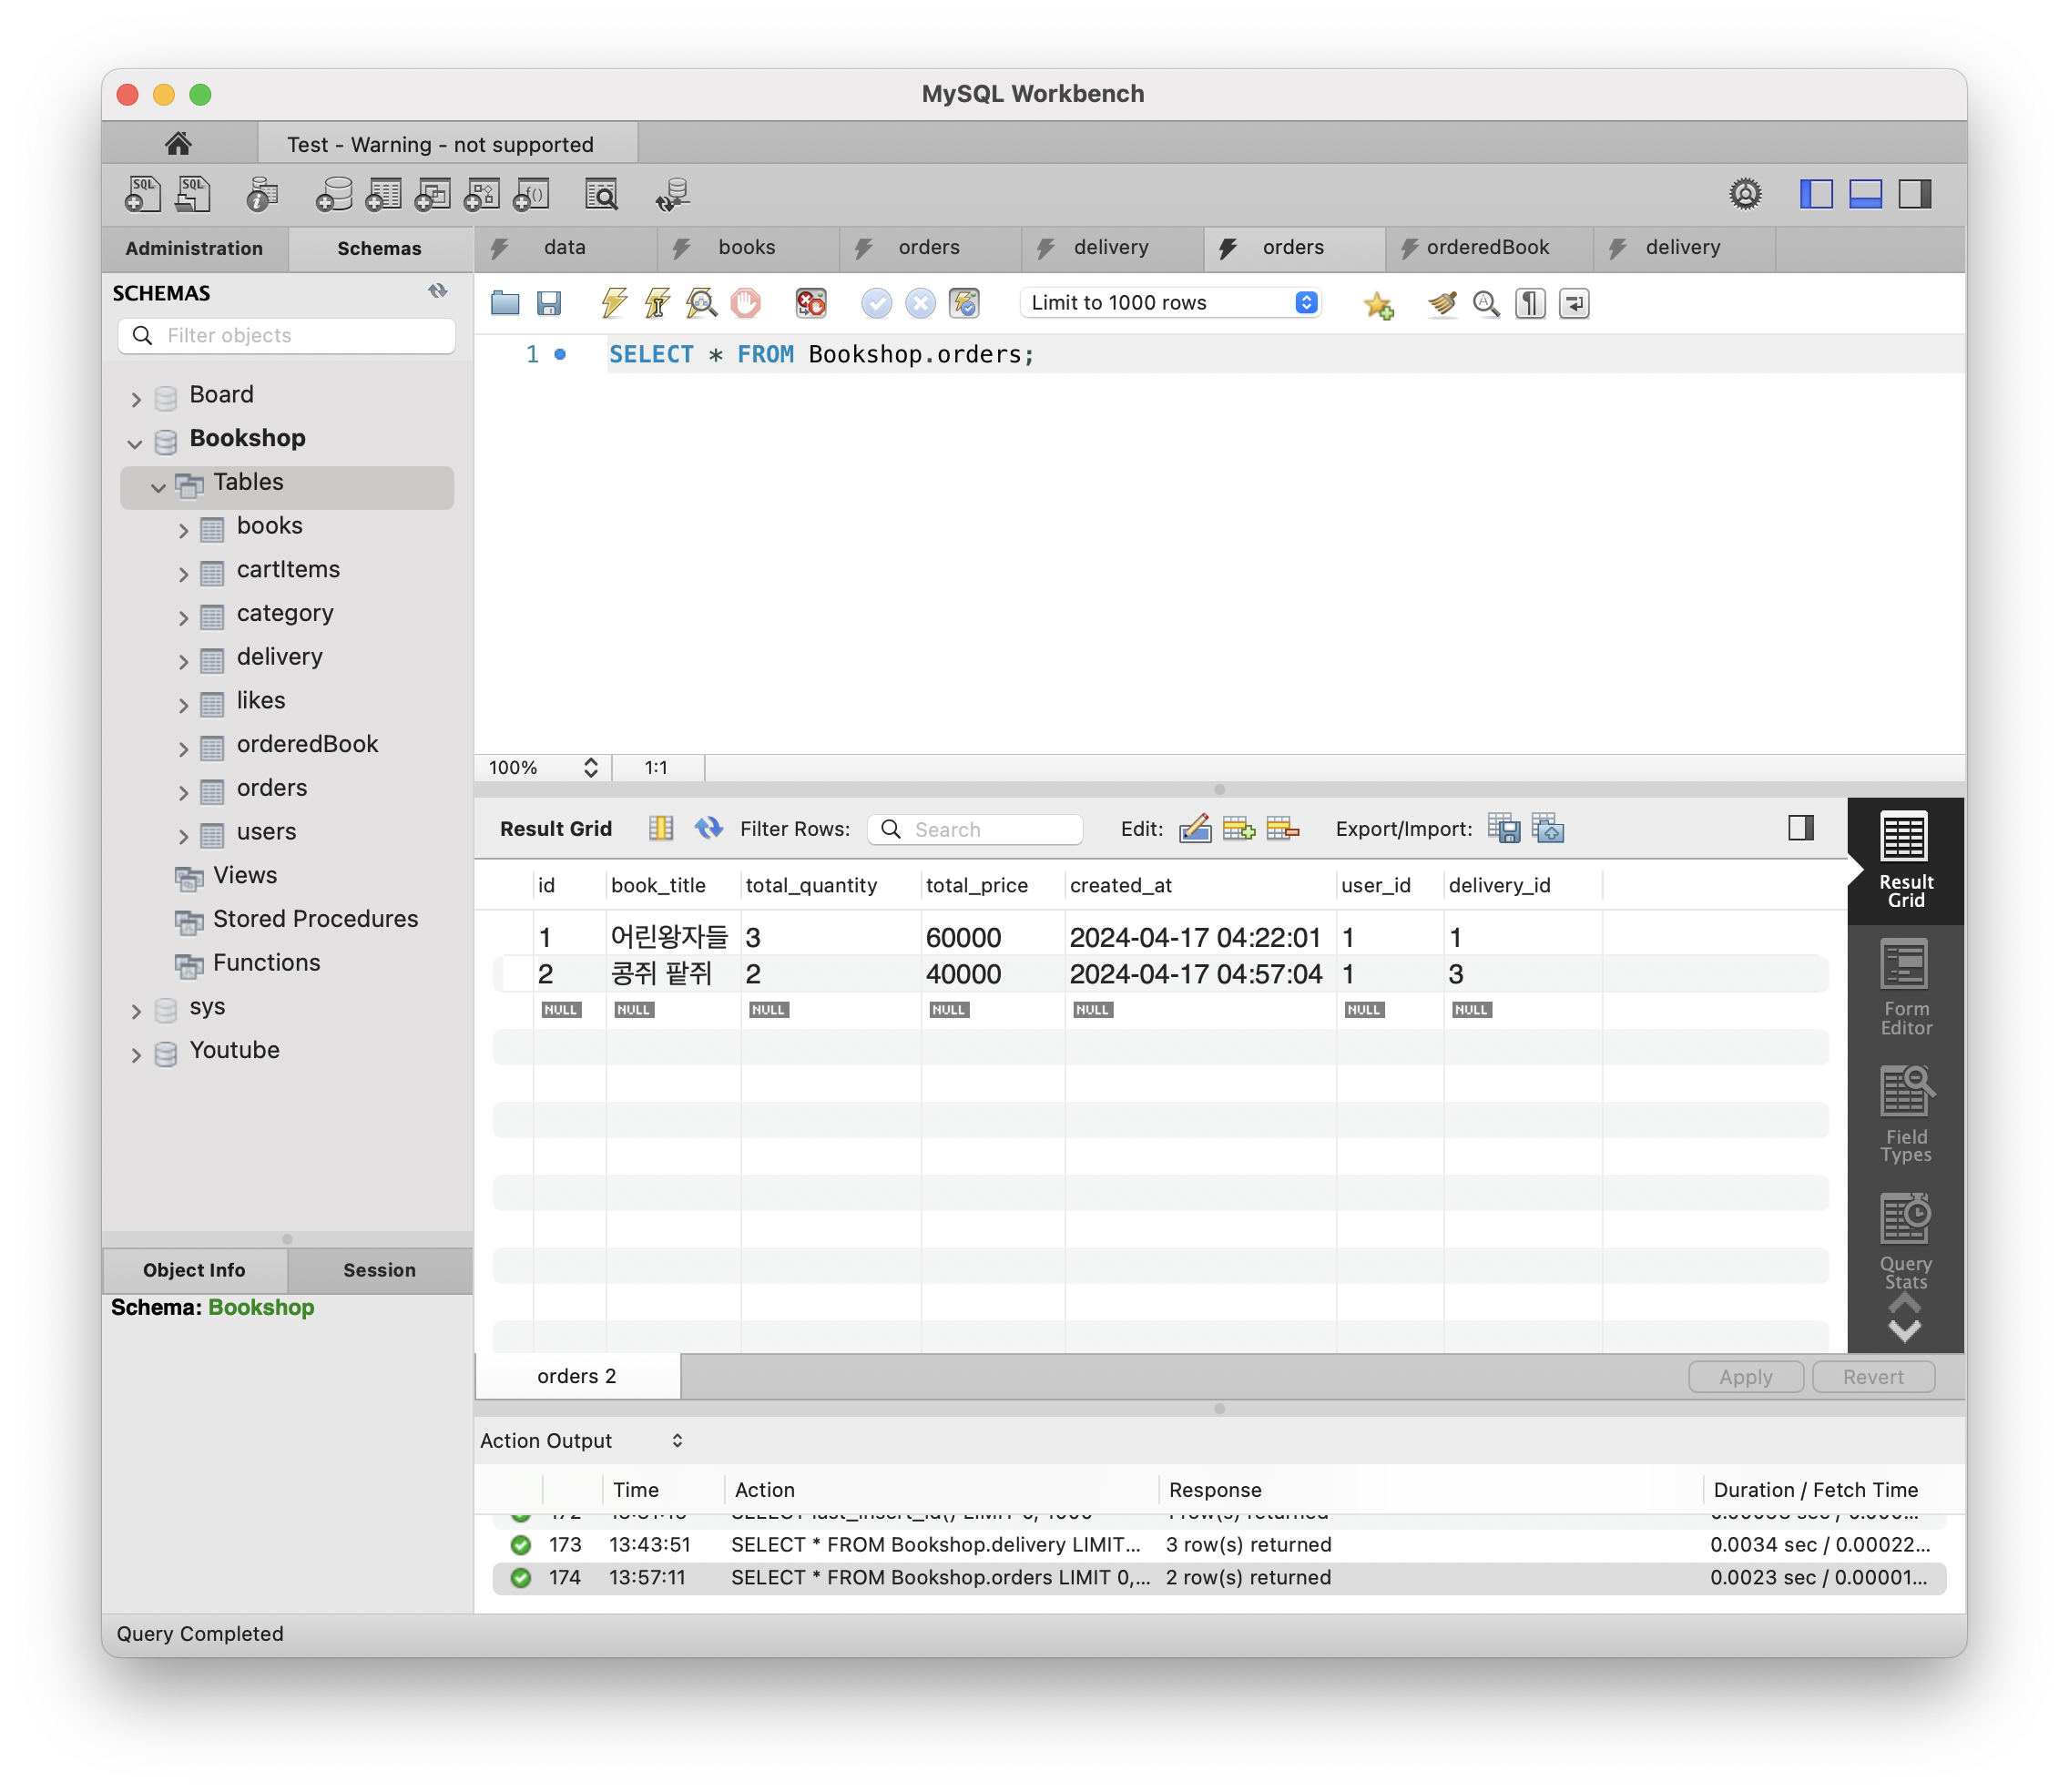 MySQL Workbench
Test - Warning - not supported
Administration
Schemas
data
books
orders
delivery
orders
orderedBook
delivery
SCHEMAS
Filter objects
Limit to 1000 rows
1
SELECT * FROM Bookshop.orders;
Board
Bookshop
Tables
books
cartItems
category
delivery
likes
orderedBook
orders
users
Views
Stored Procedures
Functions
sys
Youtube
100%
1:1
Result Grid
Filter Rows:
Search
Edit:
Export/Import:
id book_title total_quantity total_price created_at user_id delivery_id
1 어린왕자들 3 60000 2024-04-17 04:22:01 1 1
2 콩쥐 팥쥐 2 40000 2024-04-17 04:57:04 1 3
NULL NULL NULL NULL NULL NULL NULL
Result
Grid
Form
Editor
Field
Types
Query
Stats
Object Info
Session
Schema: Bookshop
orders 2
Apply
Revert
Action Output
Time Action Response Duration / Fetch Time
173 13:43:51 SELECT * FROM Bookshop.delivery LIMIT... 3 row(s) returned 0.0034 sec / 0.00022...
174 13:57:11 SELECT * FROM Bookshop.orders LIMIT 0,... 2 row(s) returned 0.0023 sec / 0.00001...
Query Completed